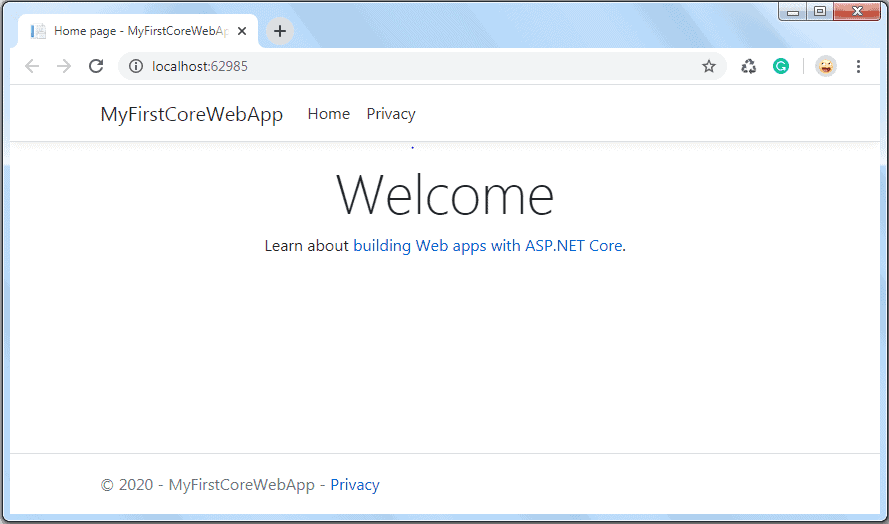 Home page - MyFirstCoreWebAp
localhost:62985
MyFirstCoreWebApp Home Privacy
Welcome
Learn about building Web apps with ASP.NET Core.
© 2020 - MyFirstCoreWebApp - Privacy